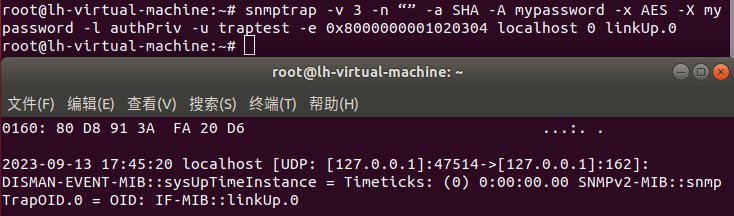 root@lh-virtual-machine:~# snmptrap -v 3 -n “” -a SHA -A mypassword -x AES -X my
password -l authPriv -u traptest -e 0x8000000001020304 localhost 0 linkUp.0
root@lh-virtual-machine:~#
root@lh-virtual-machine: ~
文件(F) 编辑(E) 查看(V) 搜索(S) 终端(T) 帮助(H)
0160: 80 D8 91 3A  FA 20 D6                              ...:. .
2023-09-13 17:45:20 localhost [UDP: [127.0.0.1]:47514->[127.0.0.1]:162]:
DISMAN-EVENT-MIB::sysUpTimeInstance = Timeticks: (0) 0:00:00.00 SNMPv2-MIB::snmp
TrapOID.0 = OID: IF-MIB::linkUp.0